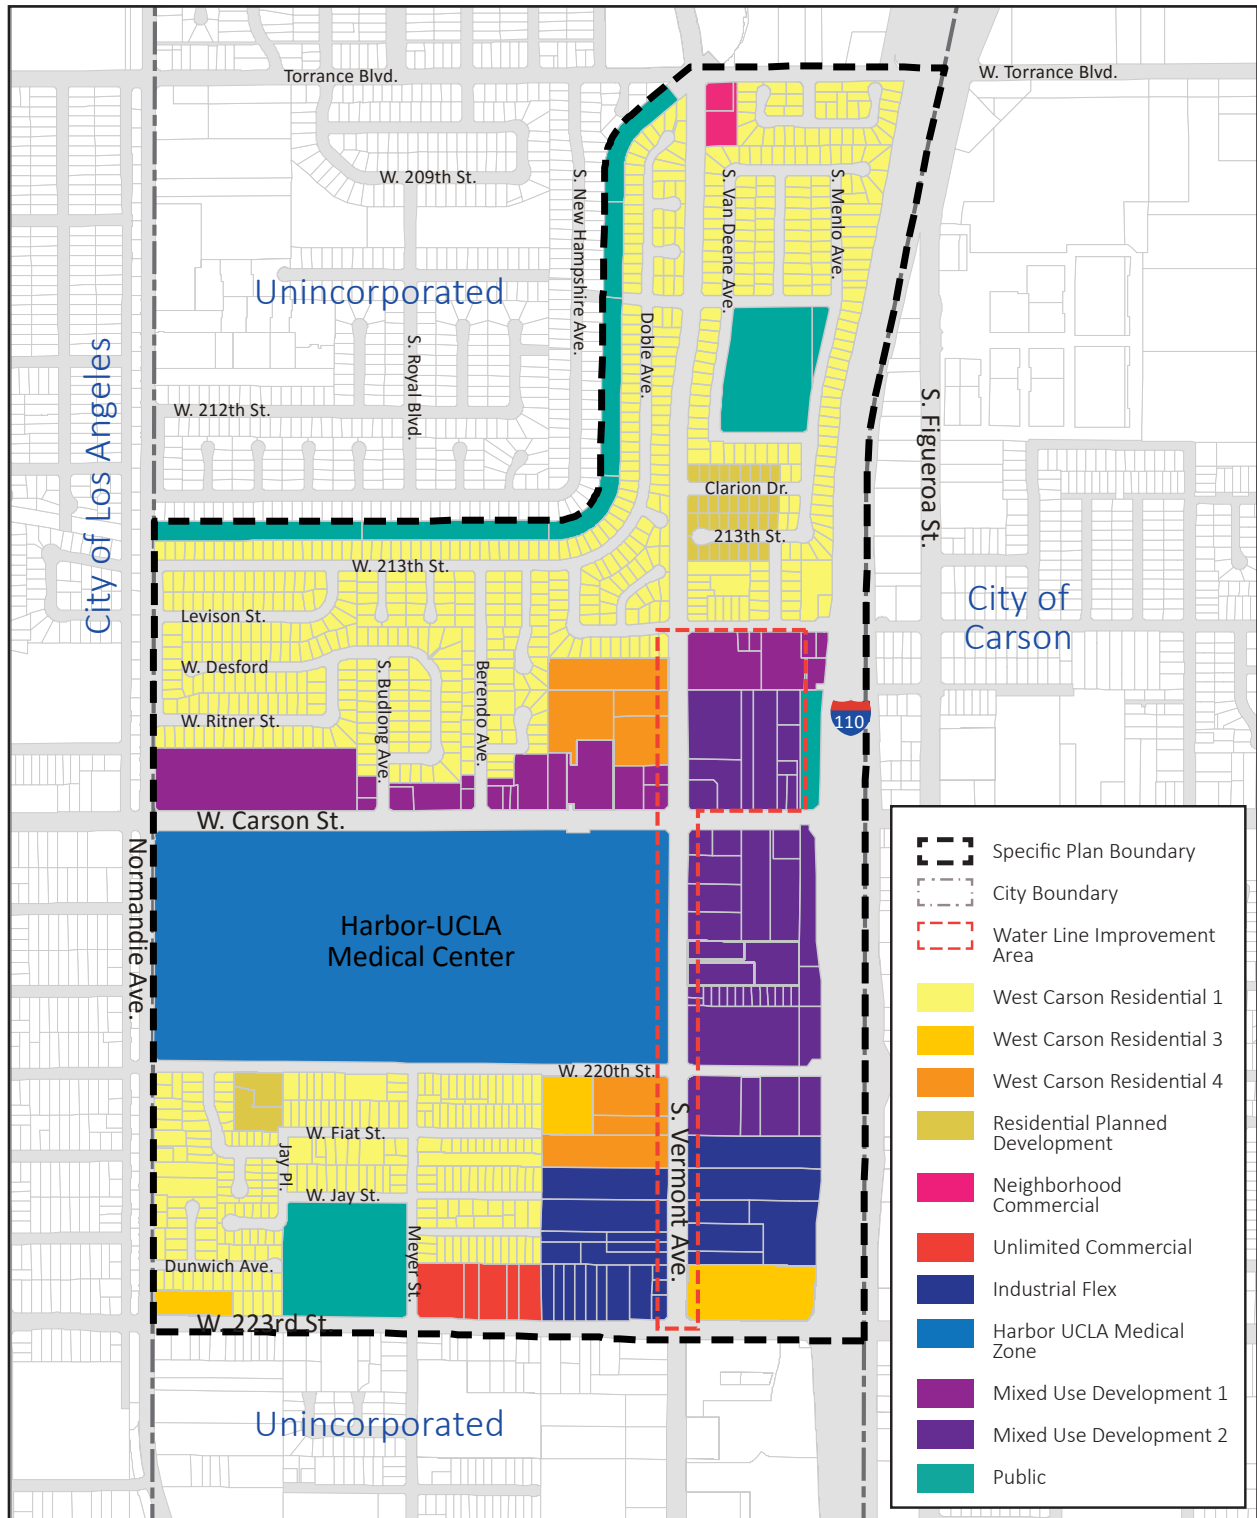 Torrance Blvd.
W. Torrance Blvd.
W. 209th St.
S. New Hampshire Ave.
S. Van Deene Ave.
S. Menlo Ave.
Unincorporated
Doble Ave.
S. Royal Blvd.
W. 212th St.
City of Los Angeles
S. Figueroa St.
Clarion Dr.
213th St.
W. 213th St.
Levison St.
City of
Carson
W. Desford
S. Budlong Ave.
Berendo Ave.
W. Ritner St.
110
W. Carson St.
Normandie Ave.
Harbor-UCLA
Medical Center
W. 220th St.
S. Vermont Ave.
W. Fiat St.
Jay Pl.
W. Jay St.
Meyer St.
Dunwich Ave.
W. 223rd St.
Unincorporated
Specific Plan Boundary
City Boundary
Water Line Improvement
Area
West Carson Residential 1
West Carson Residential 3
West Carson Residential 4
Residential Planned
Development
Neighborhood
Commercial
Unlimited Commercial
Industrial Flex
Harbor UCLA Medical
Zone
Mixed Use Development 1
Mixed Use Development 2
Public